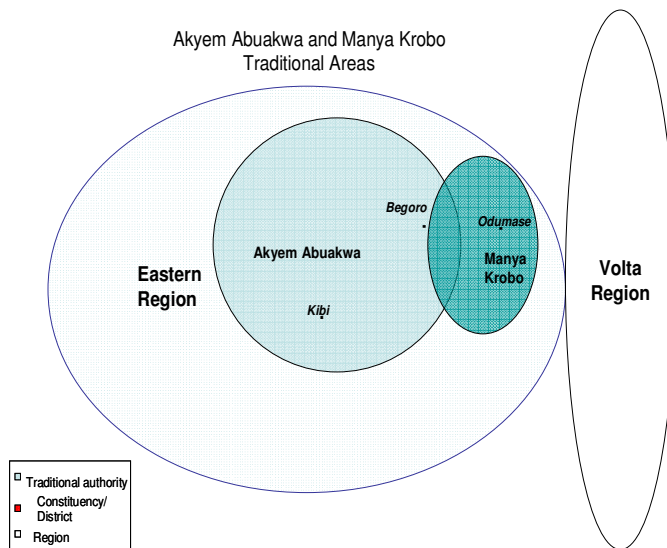 Akyem Abuakwa and Manya Krobo
Traditional Areas
Begoro
Odumase
Akyem Abuakwa
Manya
Krobo
Eastern
Region
Volta
Region
Kibi
Traditional authority
Constituency/
District
Region